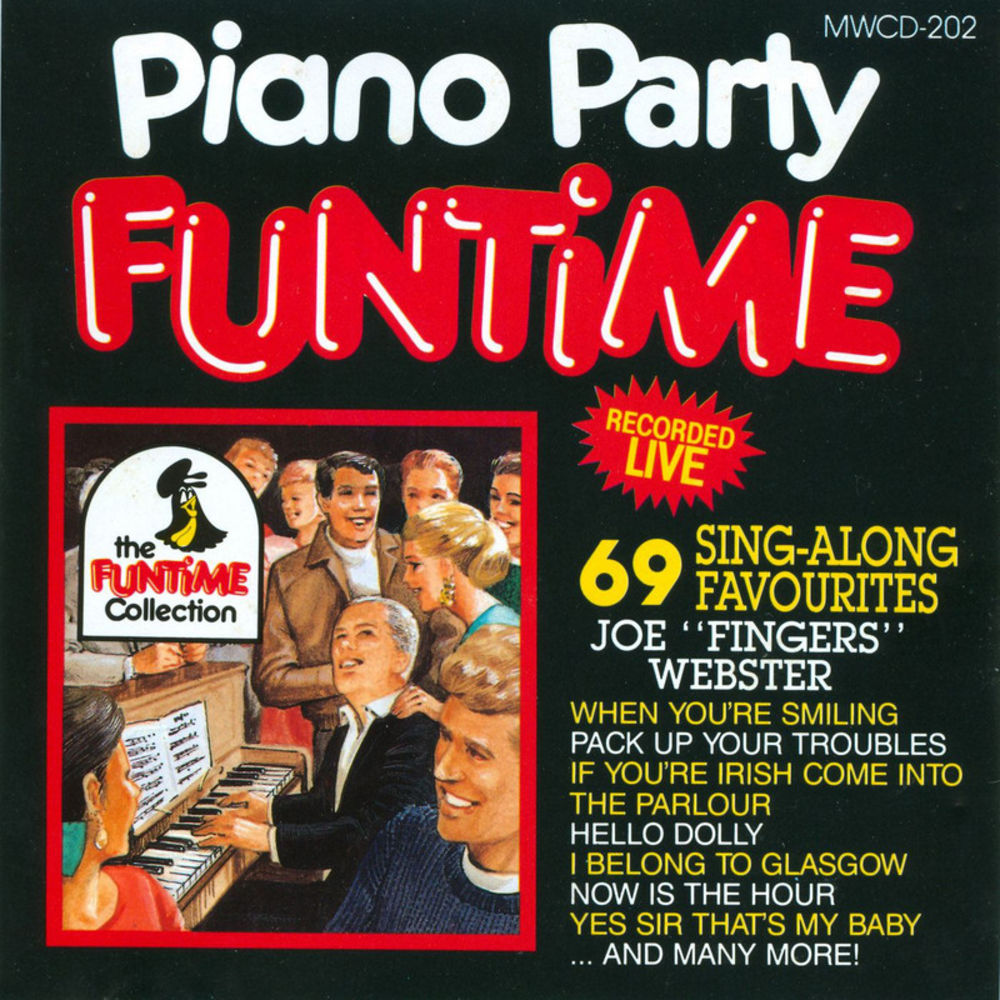 MWCD-202
Piano Party
FUNTiME
RECORDED
LIVE
the
FUNTiME
Collection
69 SING-ALONG
FAVOURITES
JOE ‘‘FINGERS’’
WEBSTER
WHEN YOU'RE SMILING
PACK UP YOUR TROUBLES
IF YOU'RE IRISH COME INTO
THE PARLOUR
HELLO DOLLY
I BELONG TO GLASGOW
NOW IS THE HOUR
YES SIR THAT'S MY BABY
... AND MANY MORE!